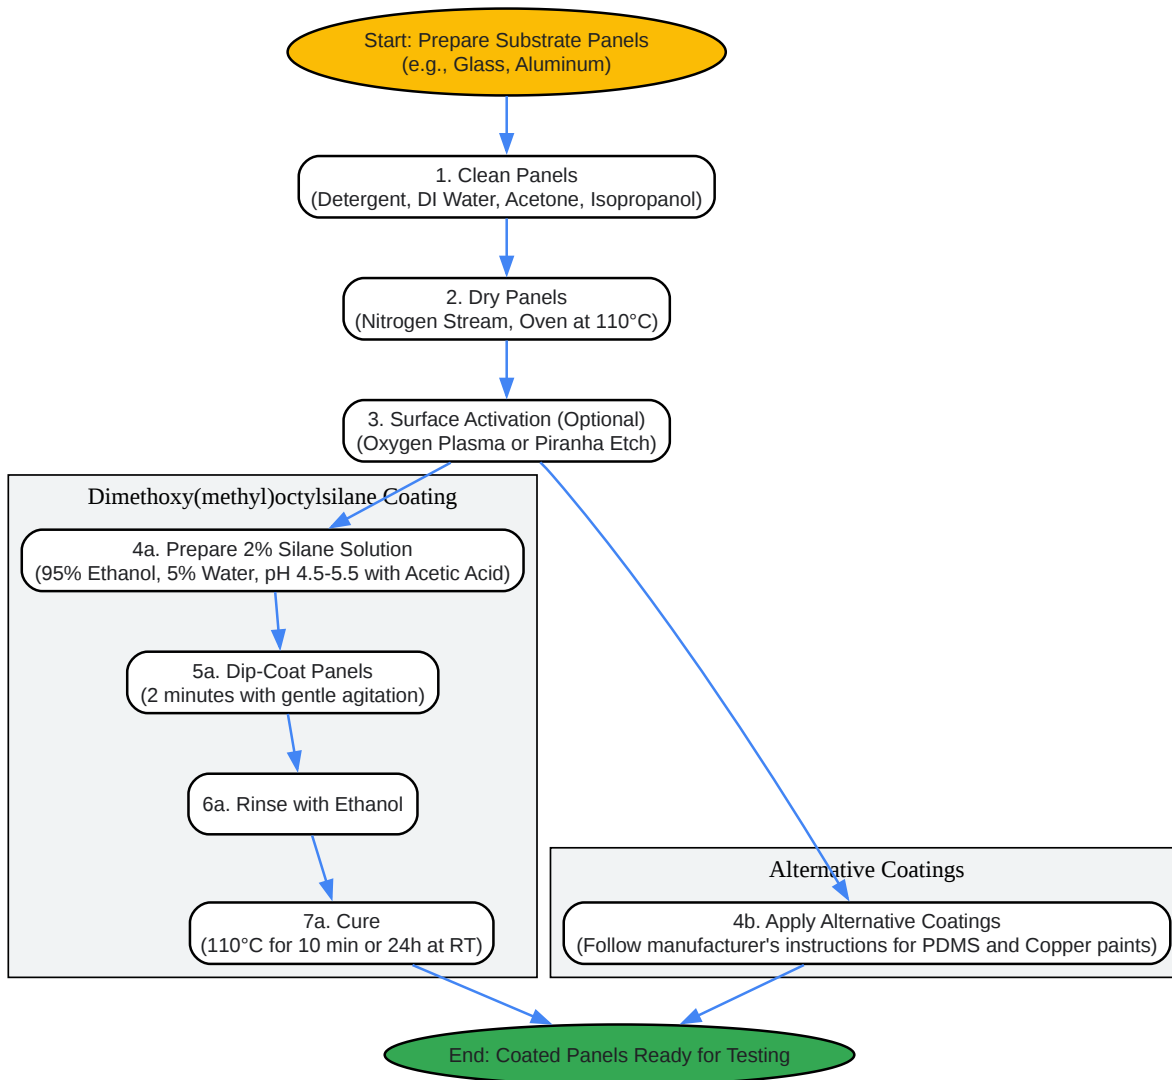 Start: Prepare Substrate Panels
(e.g., Glass, Aluminum)
1. Clean Panels
(Detergent, DI Water, Acetone, Isopropanol)
2. Dry Panels
(Nitrogen Stream, Oven at 110°C)
3. Surface Activation (Optional)
(Oxygen Plasma or Piranha Etch)
Dimethoxy(methyl)octylsilane Coating
4a. Prepare 2% Silane Solution
(95% Ethanol, 5% Water, pH 4.5-5.5 with Acetic Acid)
5a. Dip-Coat Panels
(2 minutes with gentle agitation)
6a. Rinse with Ethanol
7a. Cure
(110°C for 10 min or 24h at RT)
Alternative Coatings
4b. Apply Alternative Coatings
(Follow manufacturer's instructions for PDMS and Copper paints)
End: Coated Panels Ready for Testing